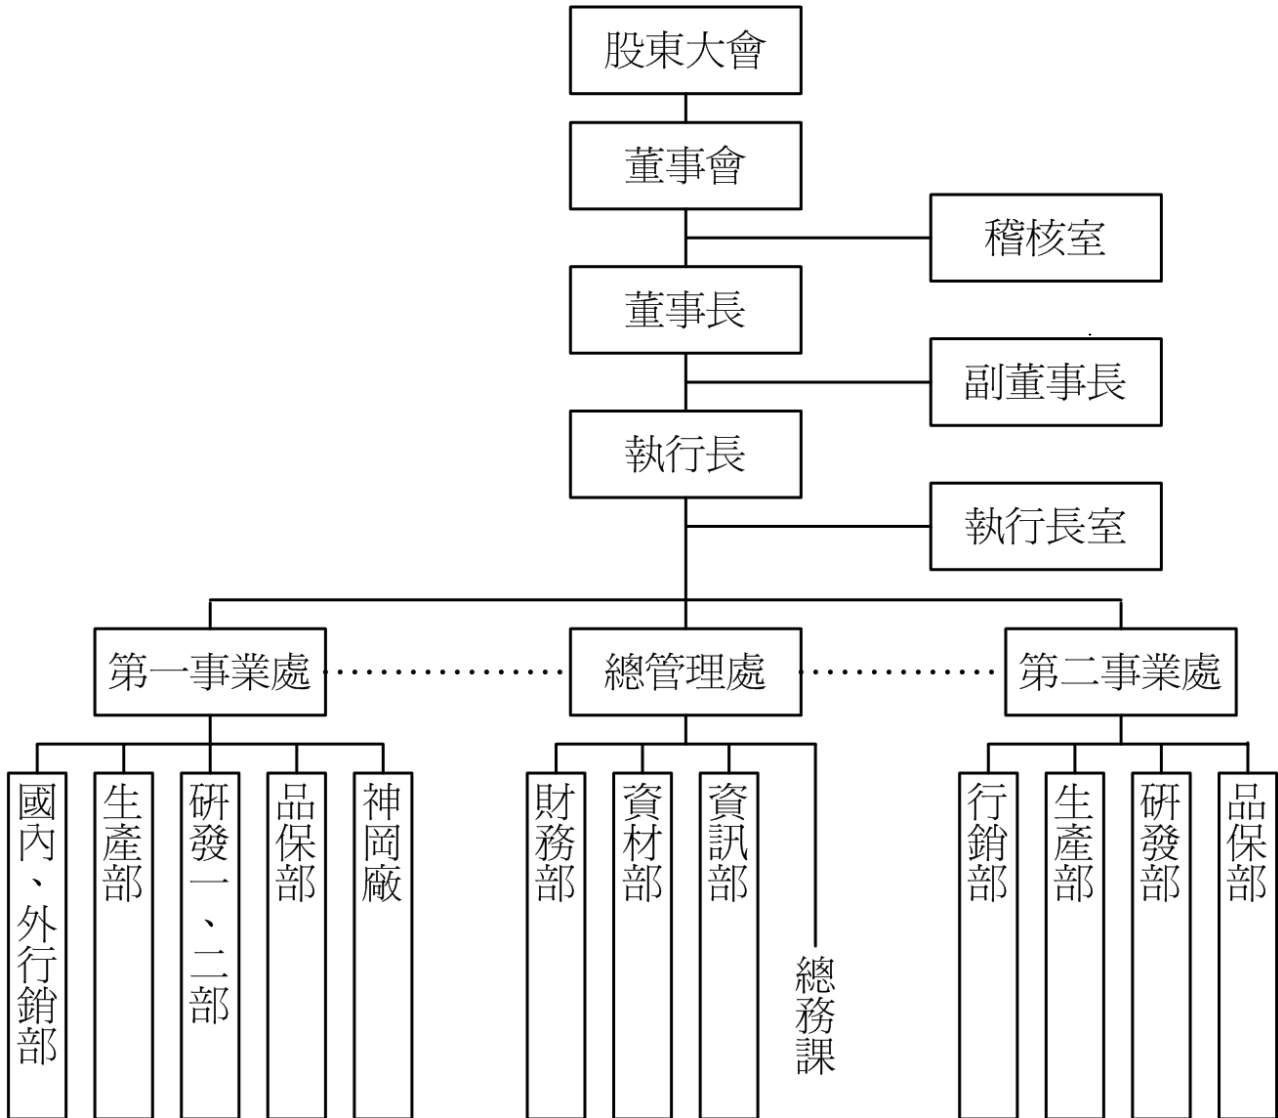 股東大會
董事會
稽核室
董事長
副董事長
執行長
執行長室
第一事業處
總管理處
第二事業處
國內、外行銷部
生產部
研發一、二部
品保部
神岡廠
財務部
資材部
資訊部
總務課
行銷部
生產部
研發部
品保部